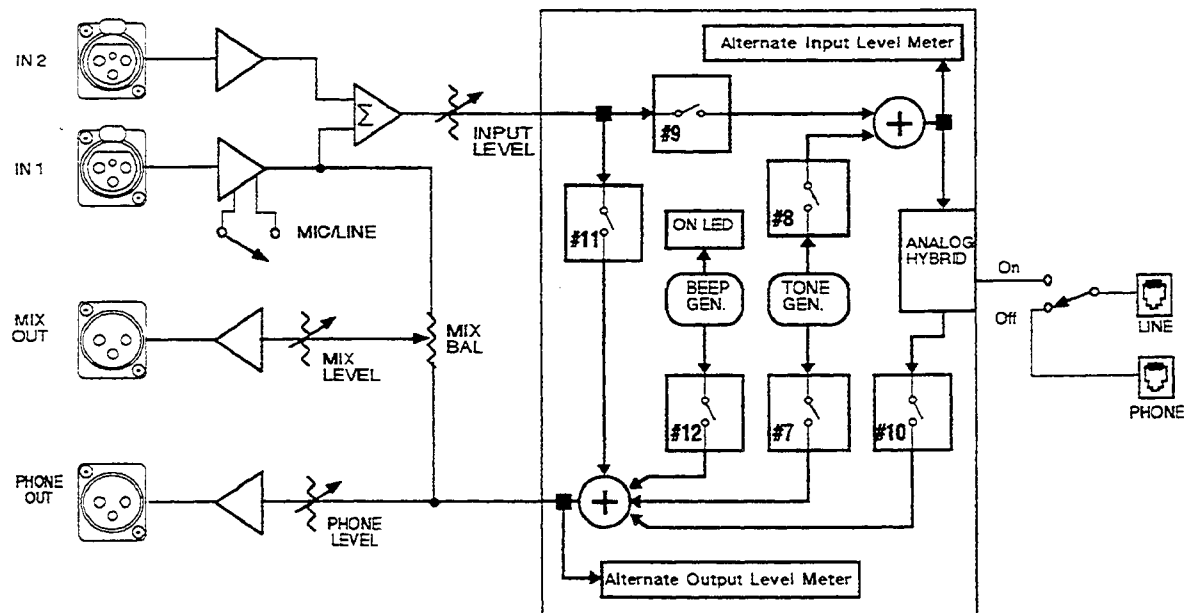 Alternate Input Level Meter
IN 2
Σ
INPUT
LEVEL
#9
+
IN 1
MIC/LINE
#11
#8
ON LED
BEEP
GEN.
TONE
GEN.
ANALOG
HYBRID
On
Off
LINE
PHONE
MIX
OUT
MIX
LEVEL
MIX
BAL
#12
#7
#10
PHONE
OUT
PHONE
LEVEL
+
Alternate Output Level Meter